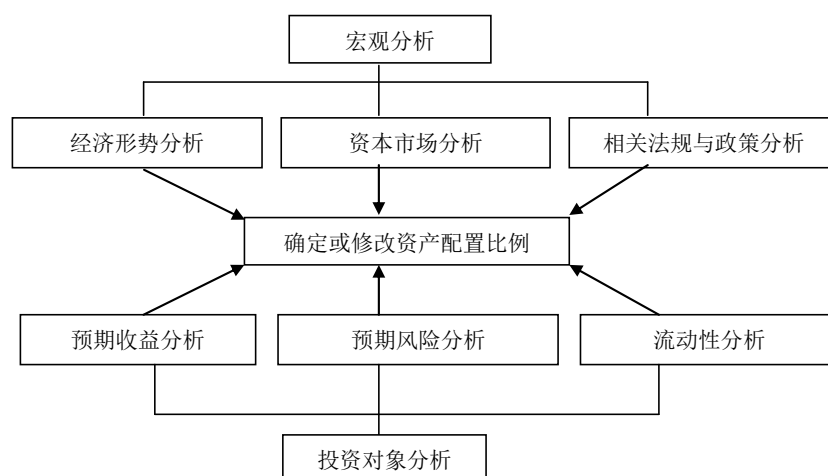 宏观分析
经济形势分析
资本市场分析
相关法规与政策分析
确定或修改资产配置比例
预期收益分析
预期风险分析
流动性分析
投资对象分析